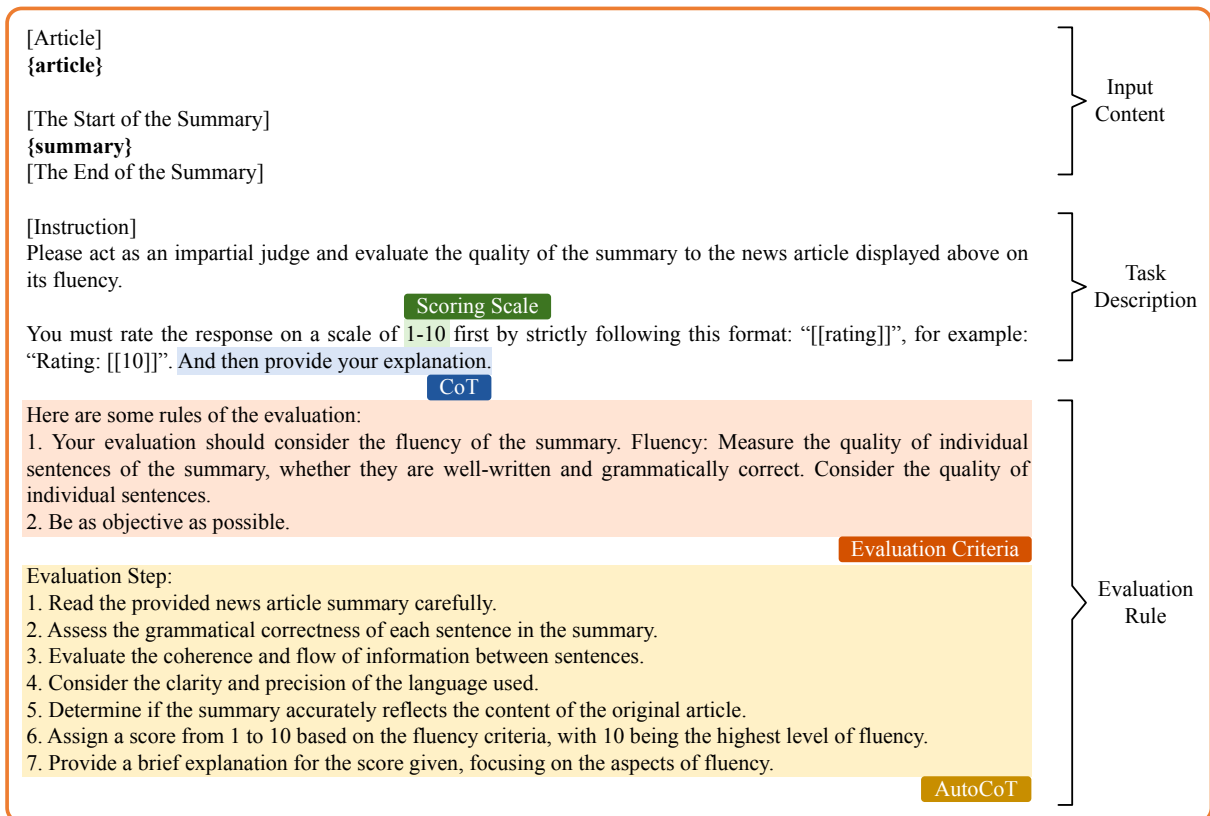 [Article]
{article}
[The Start of the Summary]
{summary}
[The End of the Summary]
Input
Content
[Instruction]
Please act as an impartial judge and evaluate the quality of the summary to the news article displayed above on
its fluency.
Scoring Scale
You must rate the response on a scale of 1-10 first by strictly following this format: “[[rating]]”, for example:
“Rating: [[10]]”. And then provide your explanation.
CoT
Task
Description
Here are some rules of the evaluation:
1. Your evaluation should consider the fluency of the summary. Fluency: Measure the quality of individual
sentences of the summary, whether they are well-written and grammatically correct. Consider the quality of
individual sentences.
2. Be as objective as possible.
Evaluation Criteria
Evaluation Step:
1. Read the provided news article summary carefully.
2. Assess the grammatical correctness of each sentence in the summary.
3. Evaluate the coherence and flow of information between sentences.
4. Consider the clarity and precision of the language used.
5. Determine if the summary accurately reflects the content of the original article.
6. Assign a score from 1 to 10 based on the fluency criteria, with 10 being the highest level of fluency.
7. Provide a brief explanation for the score given, focusing on the aspects of fluency.
AutoCoT
Evaluation
Rule